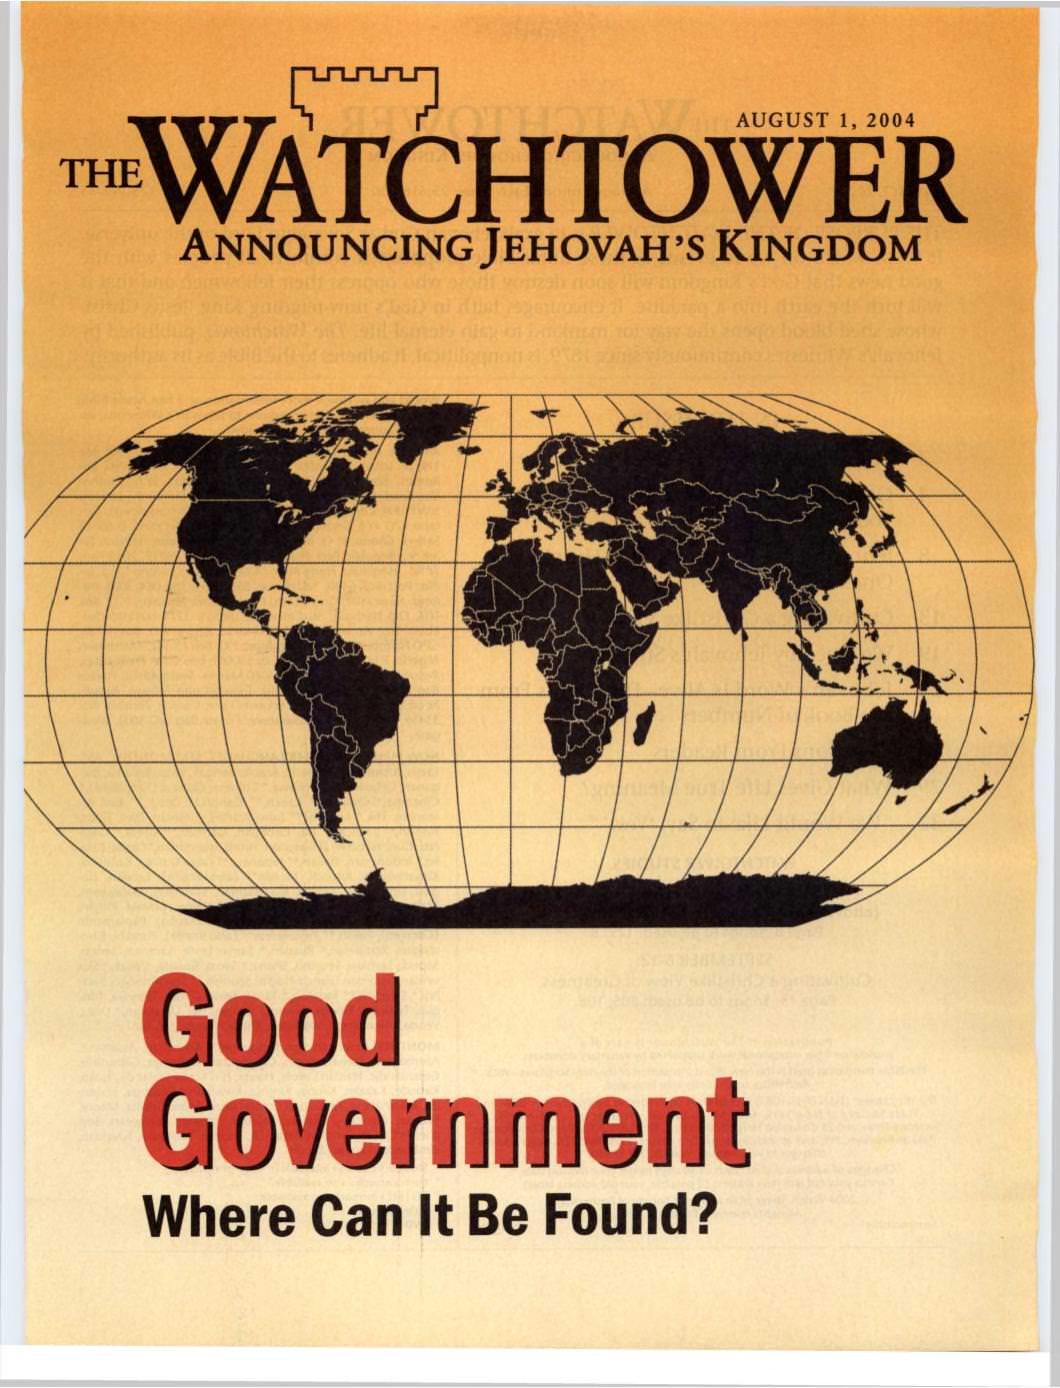 AUGUST 1, 2004
THE WATCHTOWER
ANNOUNCING JEHOVAH'S KINGDOM
Good
Government
Where Can It Be Found?